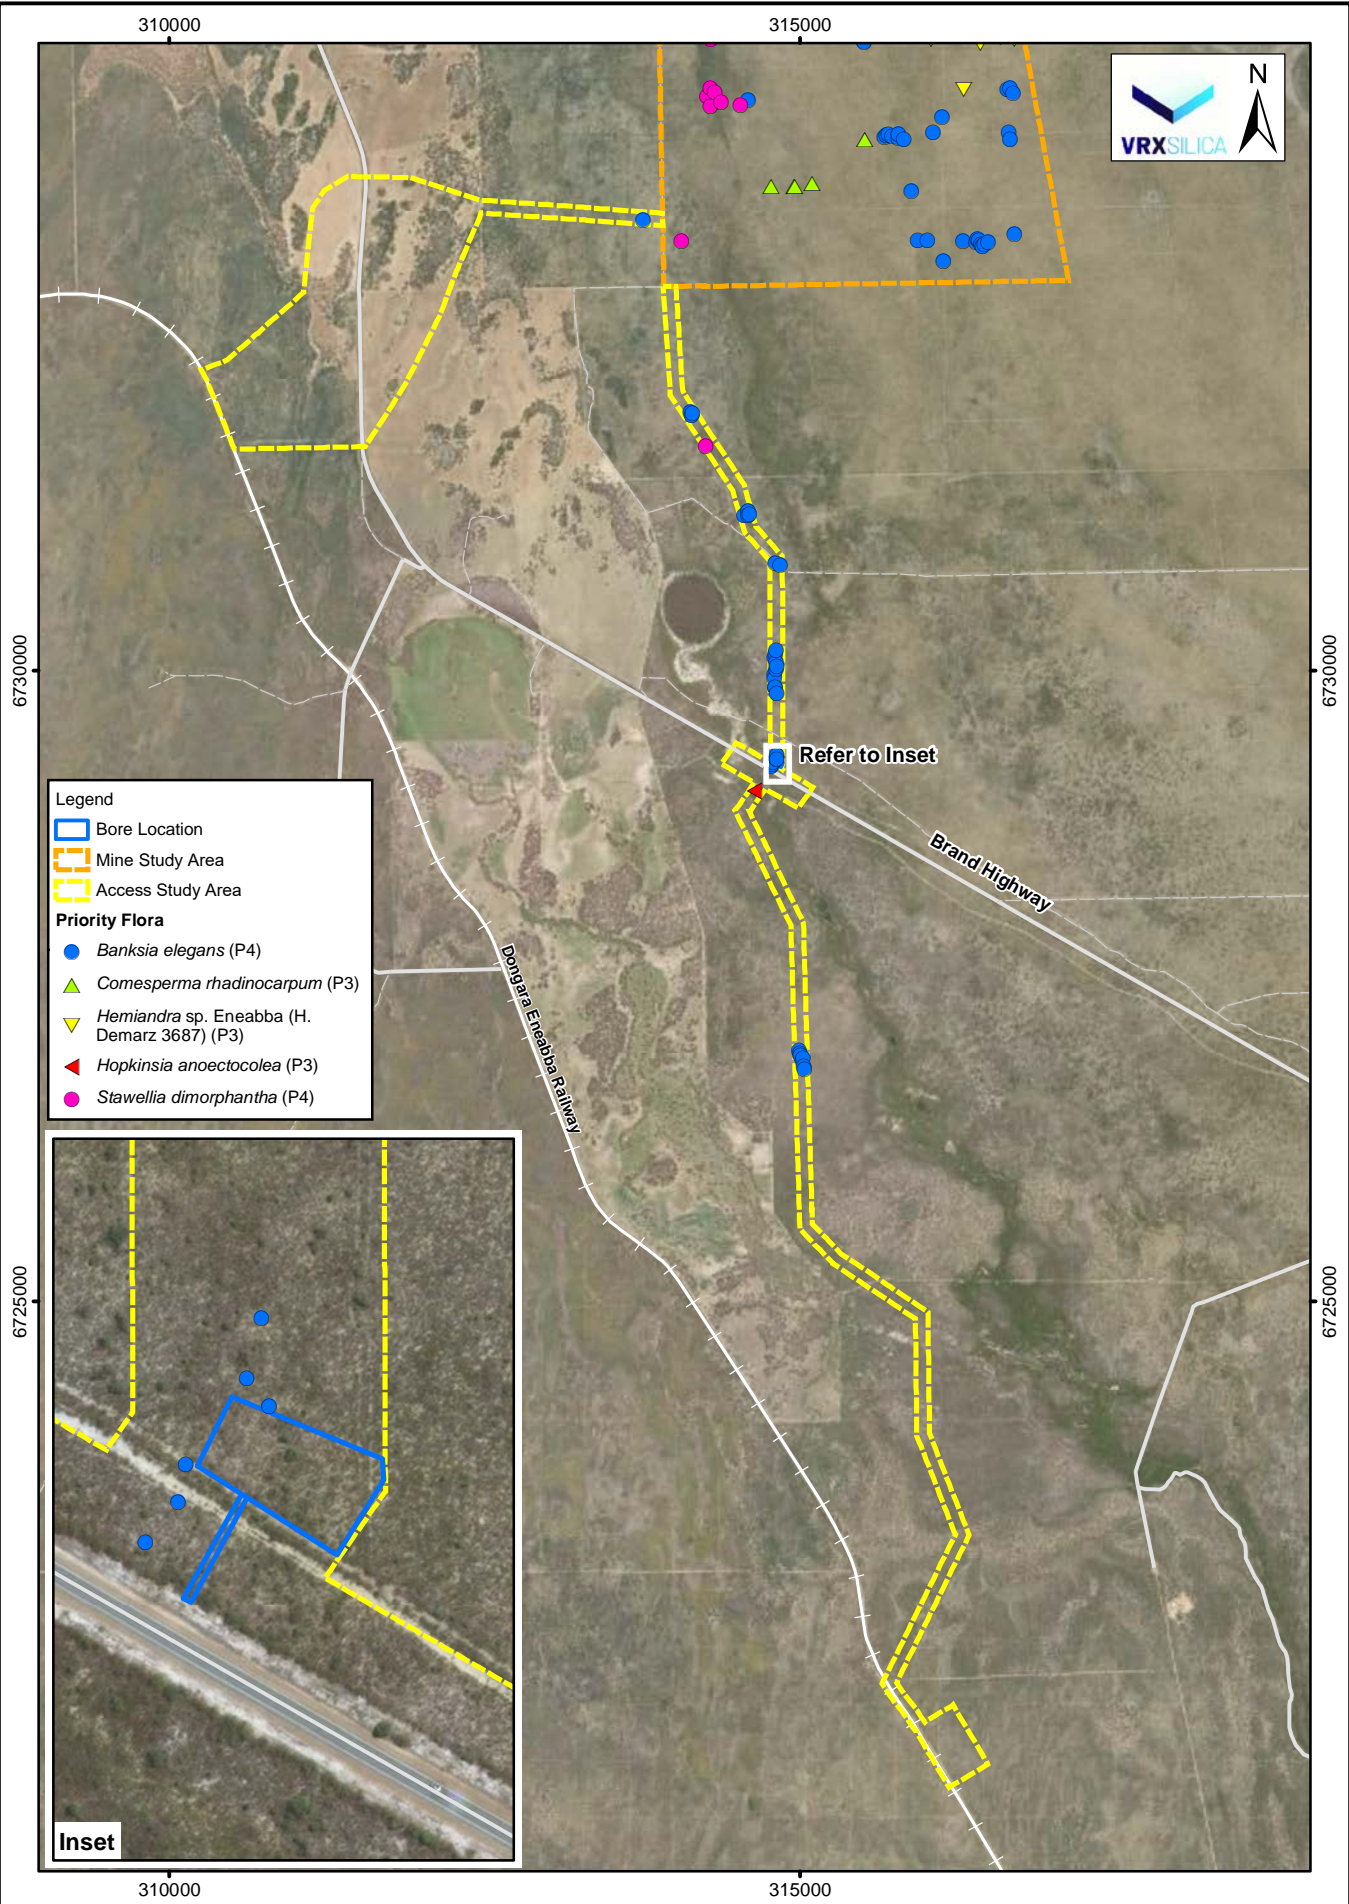 310000
315000
VRXSILICA
N
6730000
6730000
Refer to Inset
Brand Highway
Legend
Bore Location
Mine Study Area
Access Study Area
Priority Flora
Banksia elegans (P4)
Comesperma rhadinocarpum (P3)
Hemiandra sp. Eneabba (H.
Demarz 3687) (P3)
Hopkinsia anoectocolea (P3)
Stawellia dimorphantha (P4)
Dongara Eneabba Railway
6725000
6725000
Inset
310000
315000